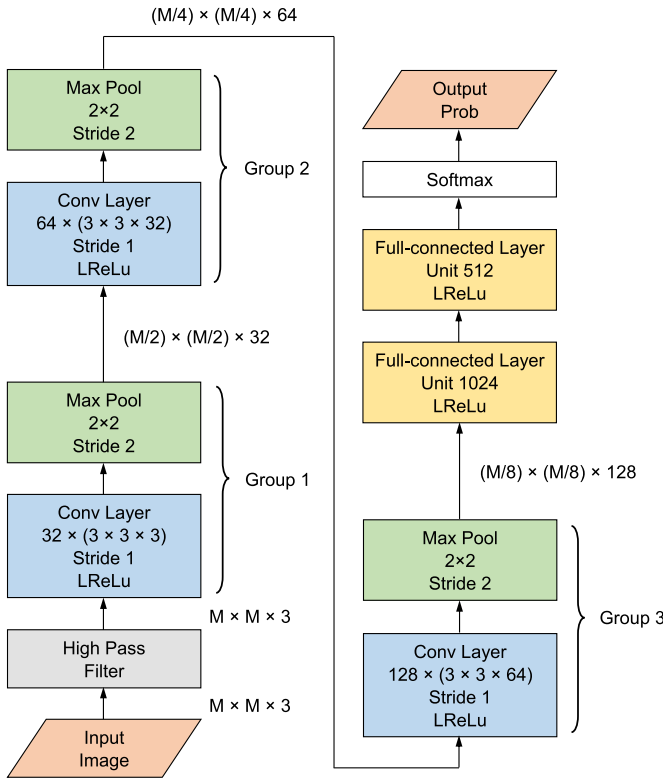 (M/4) × (M/4) × 64
Max Pool
2×2
Stride 2
Group 2
Conv Layer
64 × (3 × 3 × 32)
Stride 1
LReLu
(M/2) × (M/2) × 32
Max Pool
2×2
Stride 2
Group 1
Conv Layer
32 × (3 × 3 × 3)
Stride 1
LReLu
M × M × 3
High Pass
Filter
M × M × 3
Input
Image
Output
Prob
Softmax
Full-connected Layer
Unit 512
LReLu
Full-connected Layer
Unit 1024
LReLu
(M/8) × (M/8) × 128
Max Pool
2×2
Stride 2
Group 3
Conv Layer
128 × (3 × 3 × 64)
Stride 1
LReLu